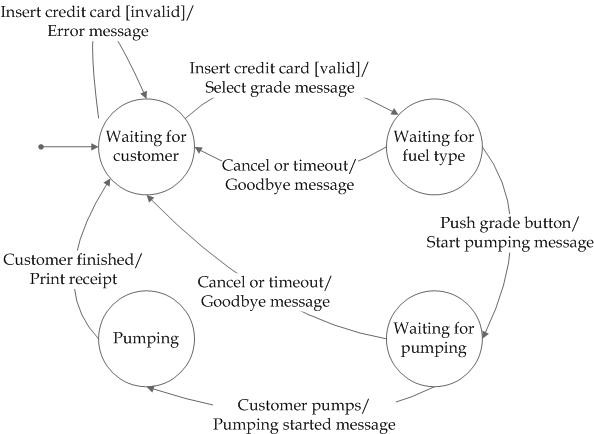 Insert credit card [invalid]/
Error message
Insert credit card [valid]/
Select grade message
Waiting for
customer
Waiting for
fuel type
Cancel or timeout/
Goodbye message
Push grade button/
Start pumping message
Customer finished/
Print receipt
Cancel or timeout/
Goodbye message
Pumping
Waiting for
pumping
Customer pumps/
Pumping started message